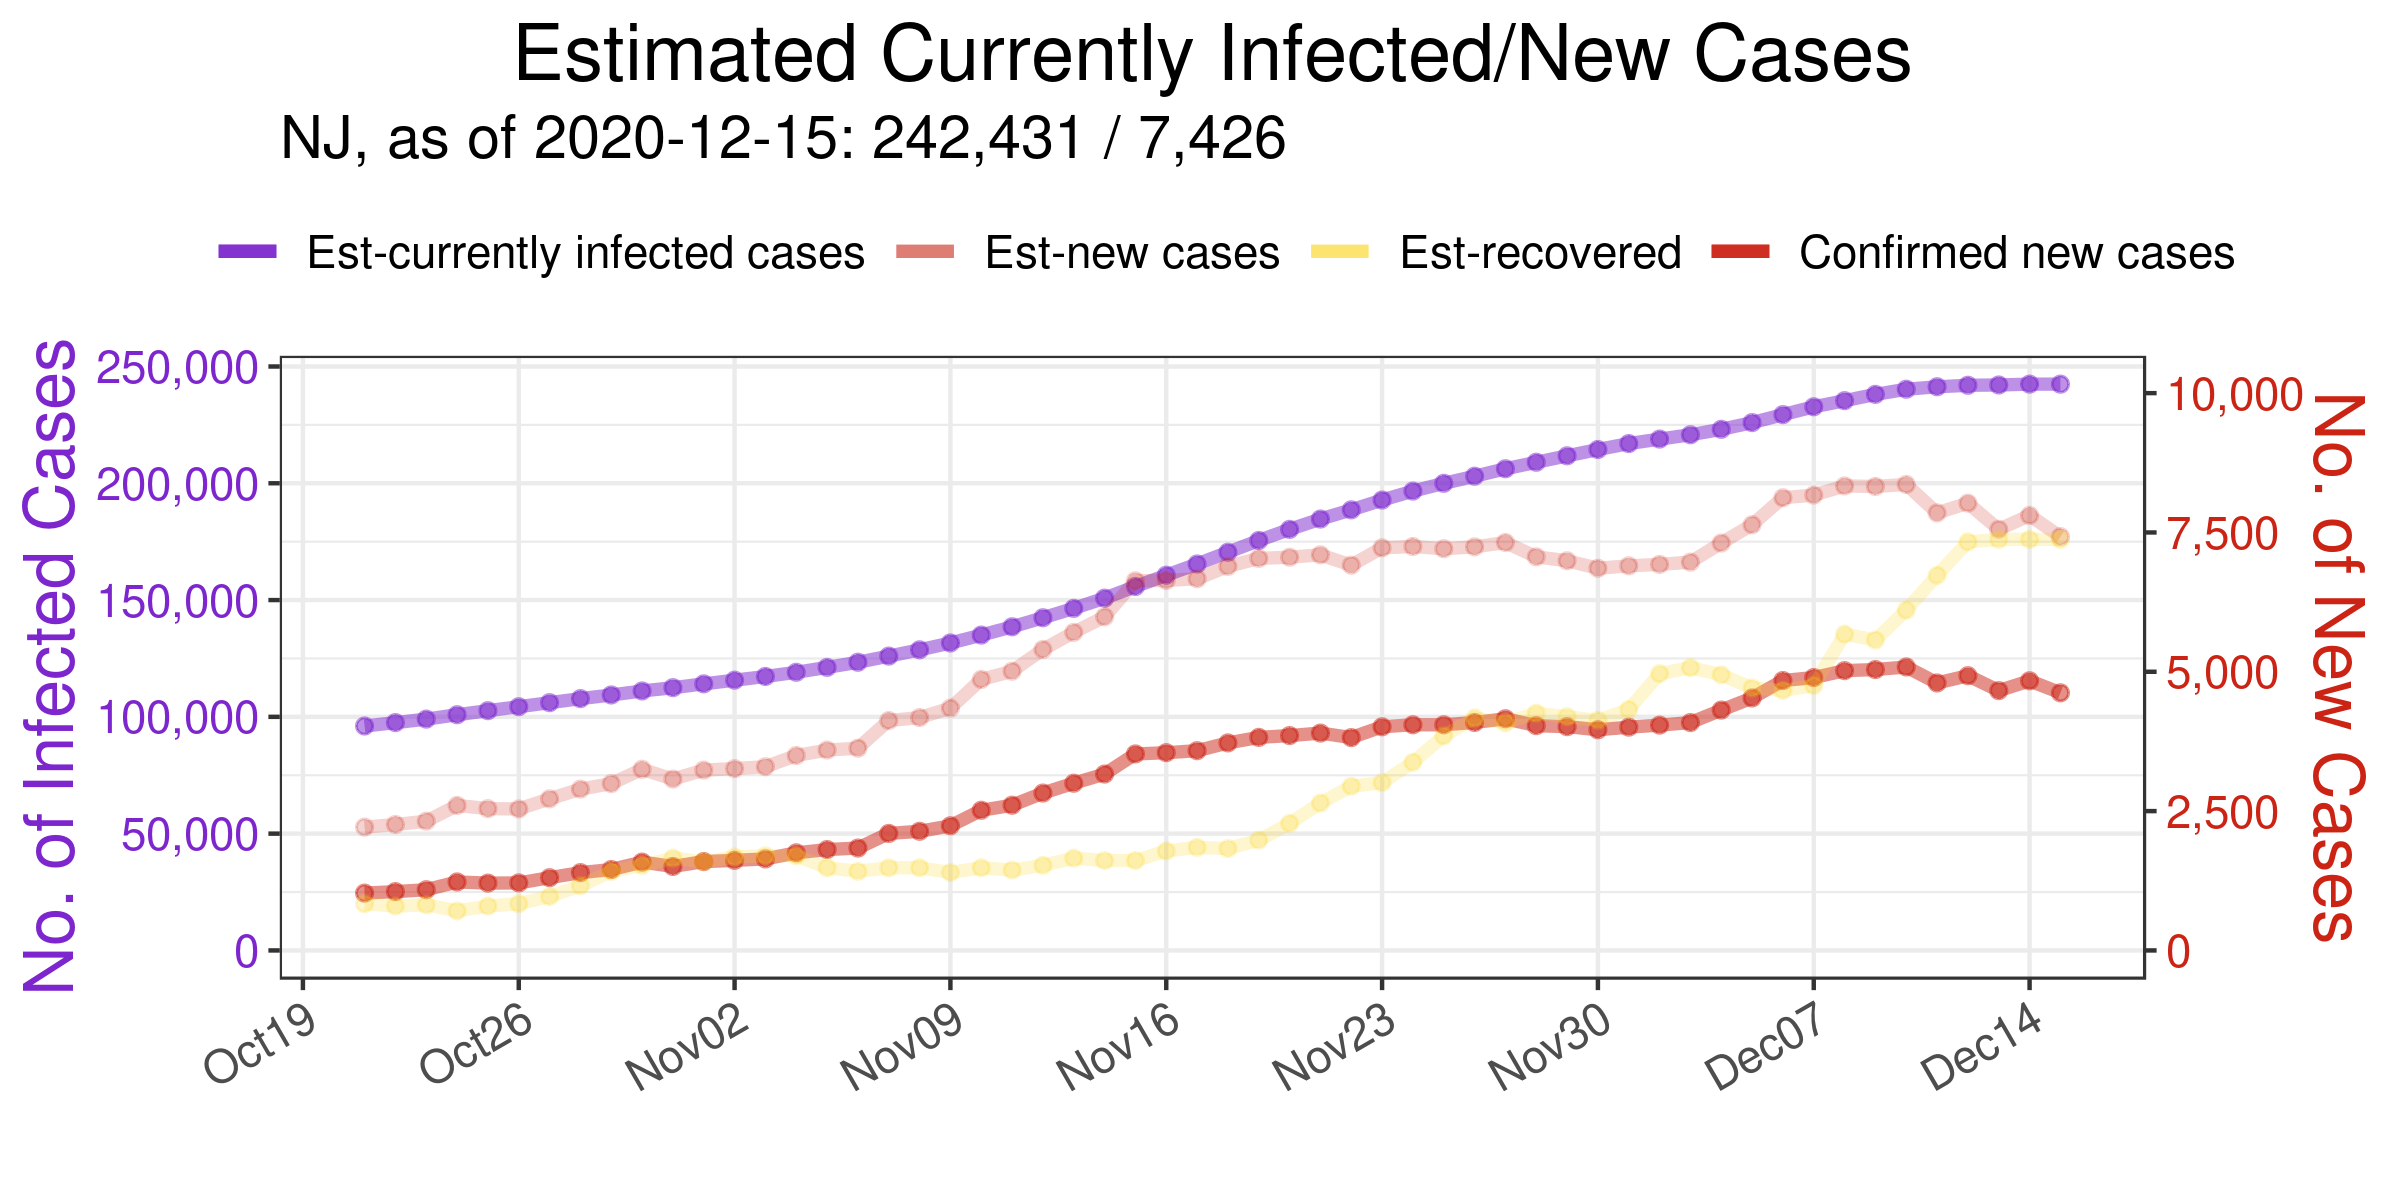 Estimated Currently Infected/New Cases
NJ, as of 2020-12-15: 242,431 / 7,426
Est-currently infected cases Est-new cases Est-recovered Confirmed new cases
No. of Infected Cases
250,000
200,000
150,000
100,000
50,000
0
10,000
7,500
5,000
2,500
0
No. of New Cases
Oct19 Oct26 Nov02 Nov09 Nov16 Nov23 Nov30 Dec07 Dec14